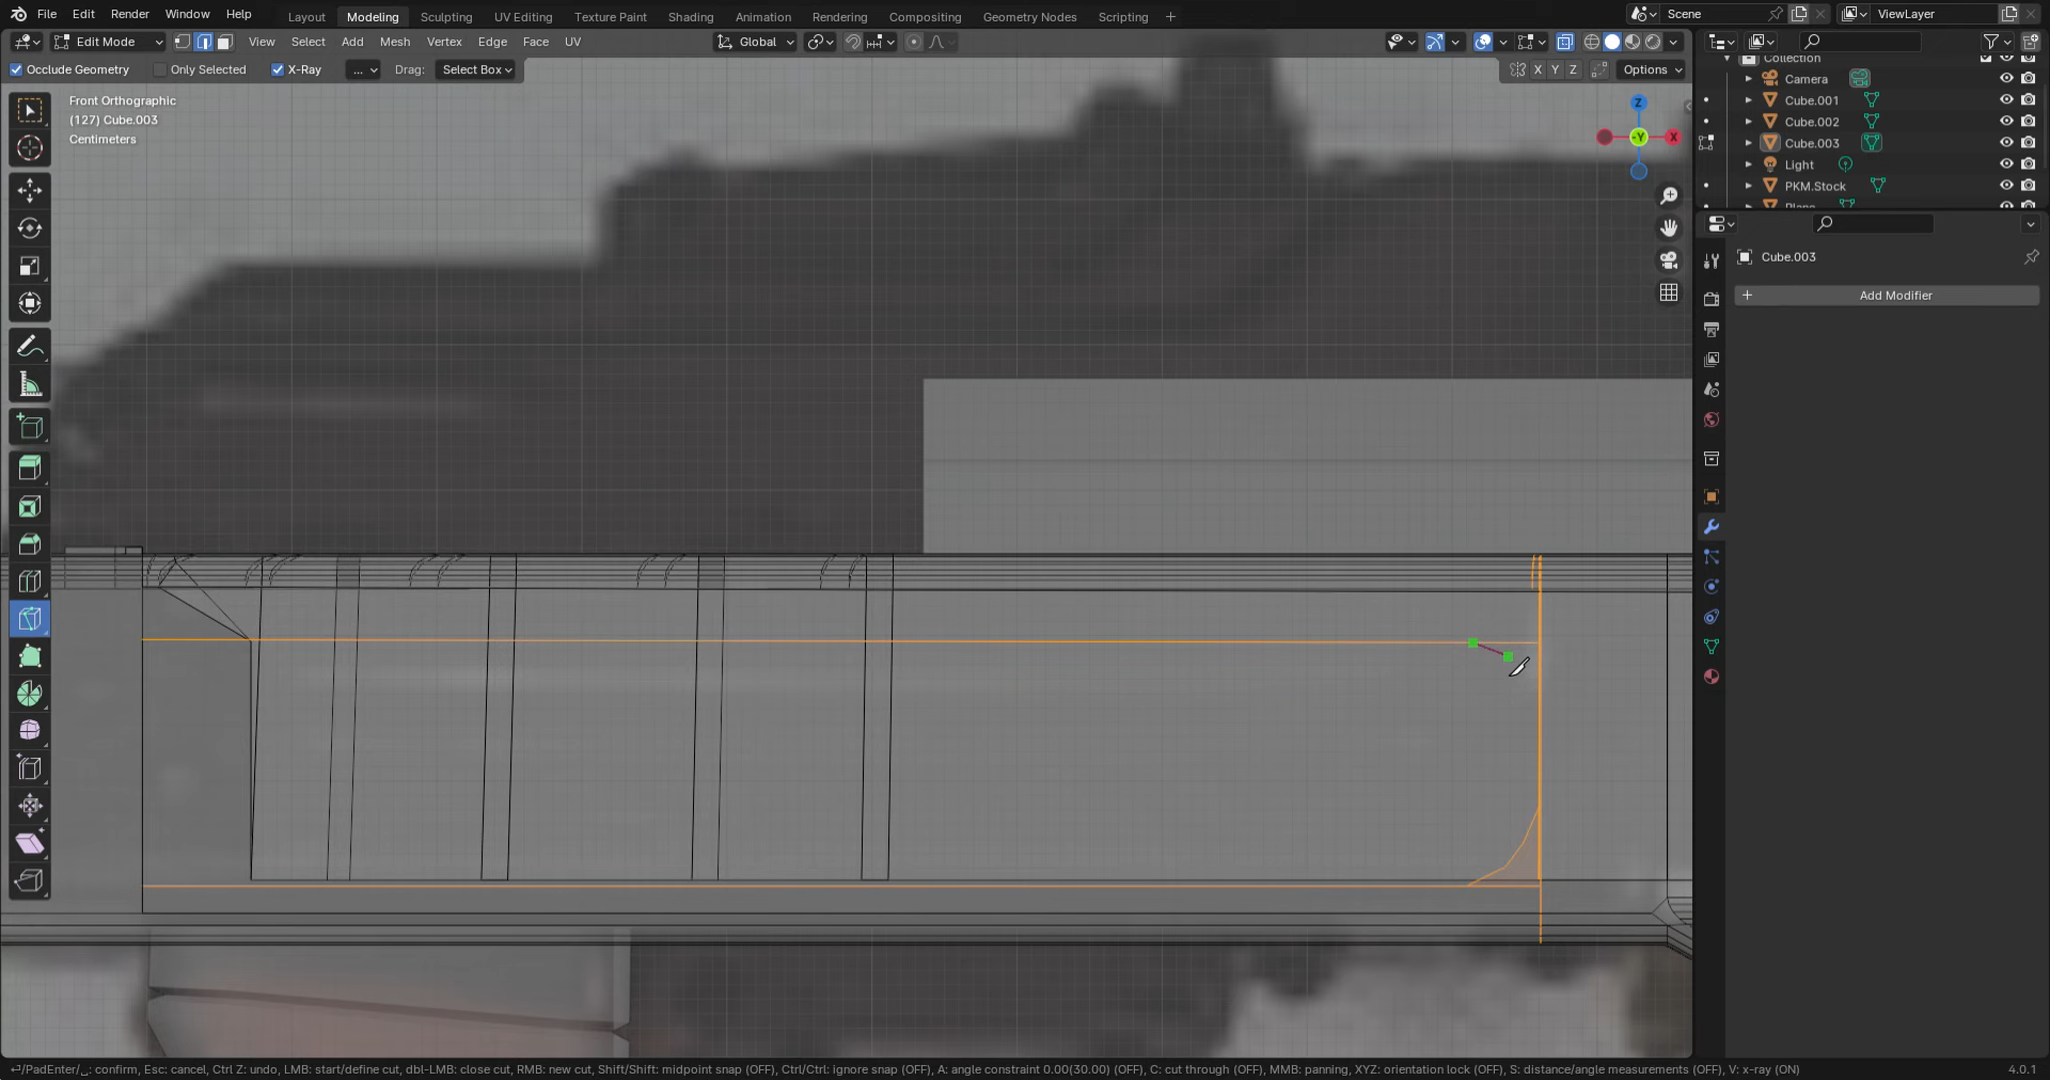 File Edit Render Window Help
Layout Modeling Sculpting UV Editing Texture Paint Shading Animation Rendering Compositing Geometry Nodes Scripting +
Scene
ViewLayer
Edit Mode
View Select Add Mesh Vertex Edge Face UV
Global
Occlude Geometry Only Selected X-Ray ... Drag: Select Box
X Y Z Options
Front Orthographic
(127) Cube.003
Centimeters
Z
-Y
X
Collection
Camera
Cube.001
Cube.002
Cube.003
Light
PKM.Stock
Plane
Cube.003
+ Add Modifier
⏎/PadEnter/␣: confirm, Esc: cancel, Ctrl Z: undo, LMB: start/define cut, dbl-LMB: close cut, RMB: new cut, Shift/Shift: midpoint snap (OFF), Ctrl/Ctrl: ignore snap (OFF), A: angle constraint 0.00(30.00) (OFF), C: cut through (OFF), MMB: panning, XYZ: orientation lock (OFF), S: distance/angle measurements (OFF), V: x-ray (ON)
4.0.1